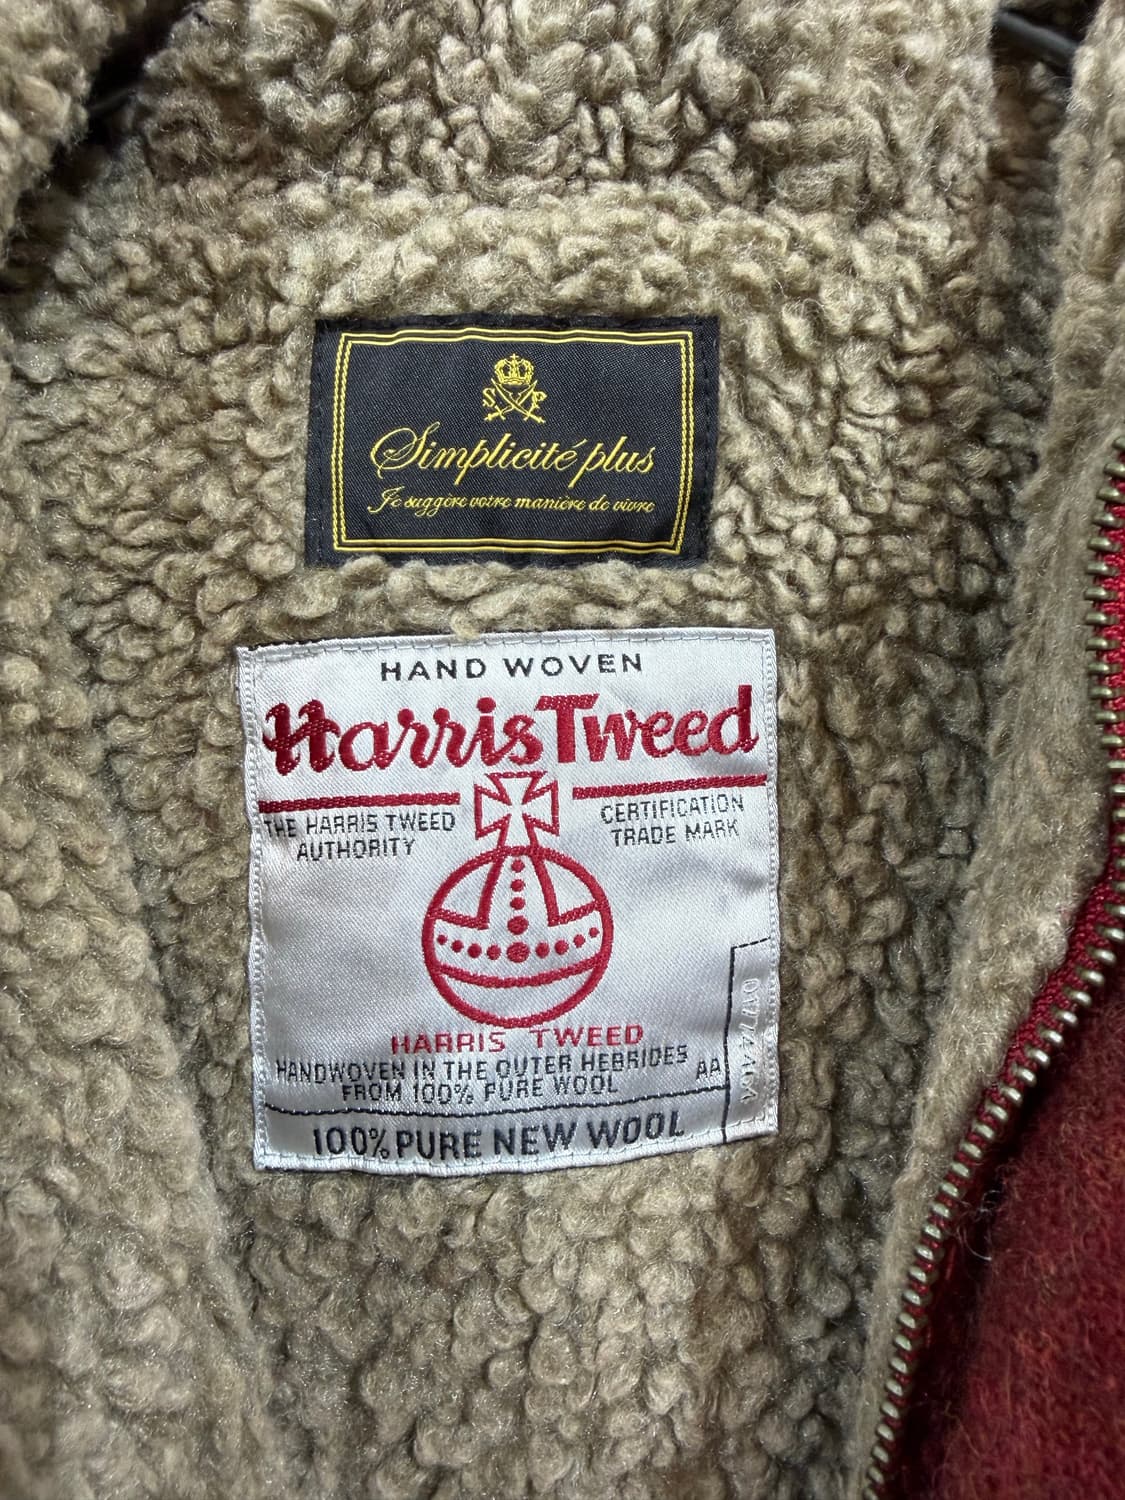 S P
Simplicité plus
Je suggère votre manière de vivre
HAND WOVEN
Harris Tweed
THE HARRIS TWEED AUTHORITY
CERTIFICATION TRADE MARK
HARRIS TWEED
HANDWOVEN IN THE OUTER HEBRIDES
FROM 100% PURE WOOL
AA
100% PURE NEW WOOL